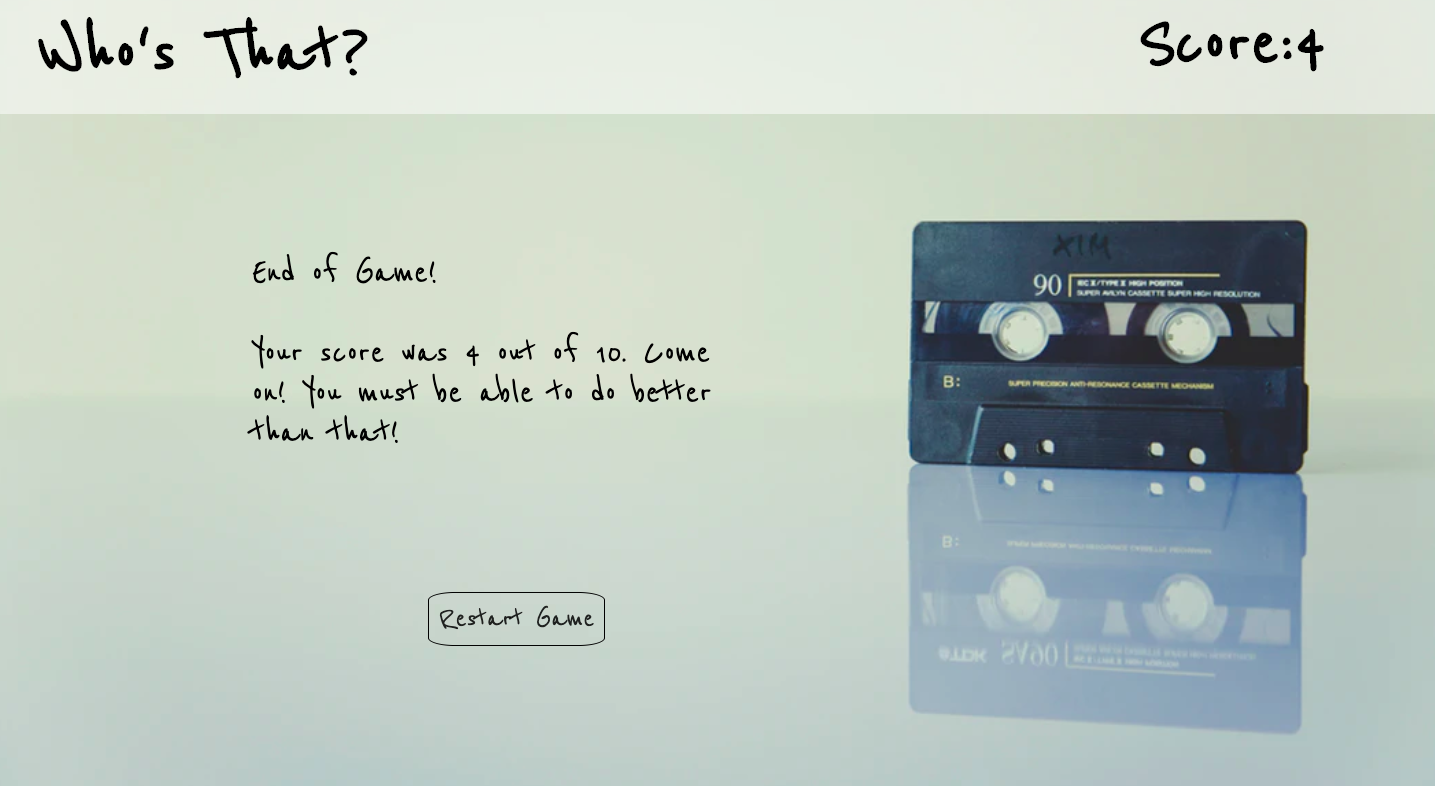 Who's That?
Score:4
End of Game!
Your score was 4 out of 10. Come
on! You must be able to do better
than that!
Restart Game
XIM
90
IEC II/TYPE II HIGH POSITION
SUPER AVILYN CASSETTE SUPER HIGH RESOLUTION
B:
SUPER PRECISION ANTI-RESONANCE CASSETTE MECHANISM
B:
TDK SA90